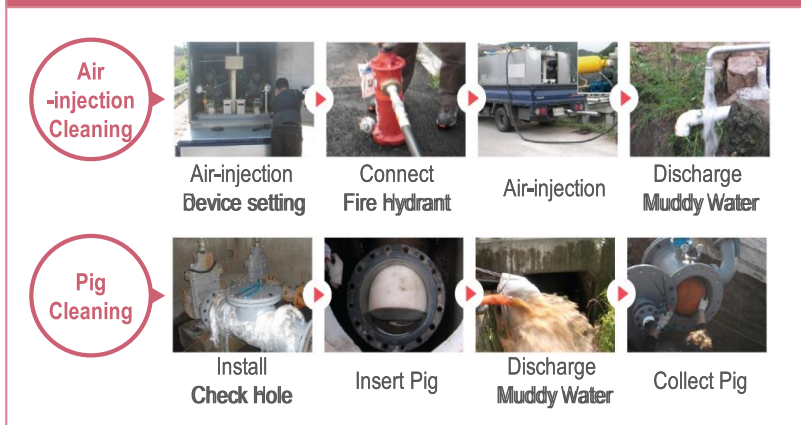 Air
-injection
Cleaning
Air-injection
Device setting
Connect
Fire Hydrant
Air-injection
Discharge
Muddy Water
Pig
Cleaning
Install
Check Hole
Insert Pig
Discharge
Muddy Water
Collect Pig